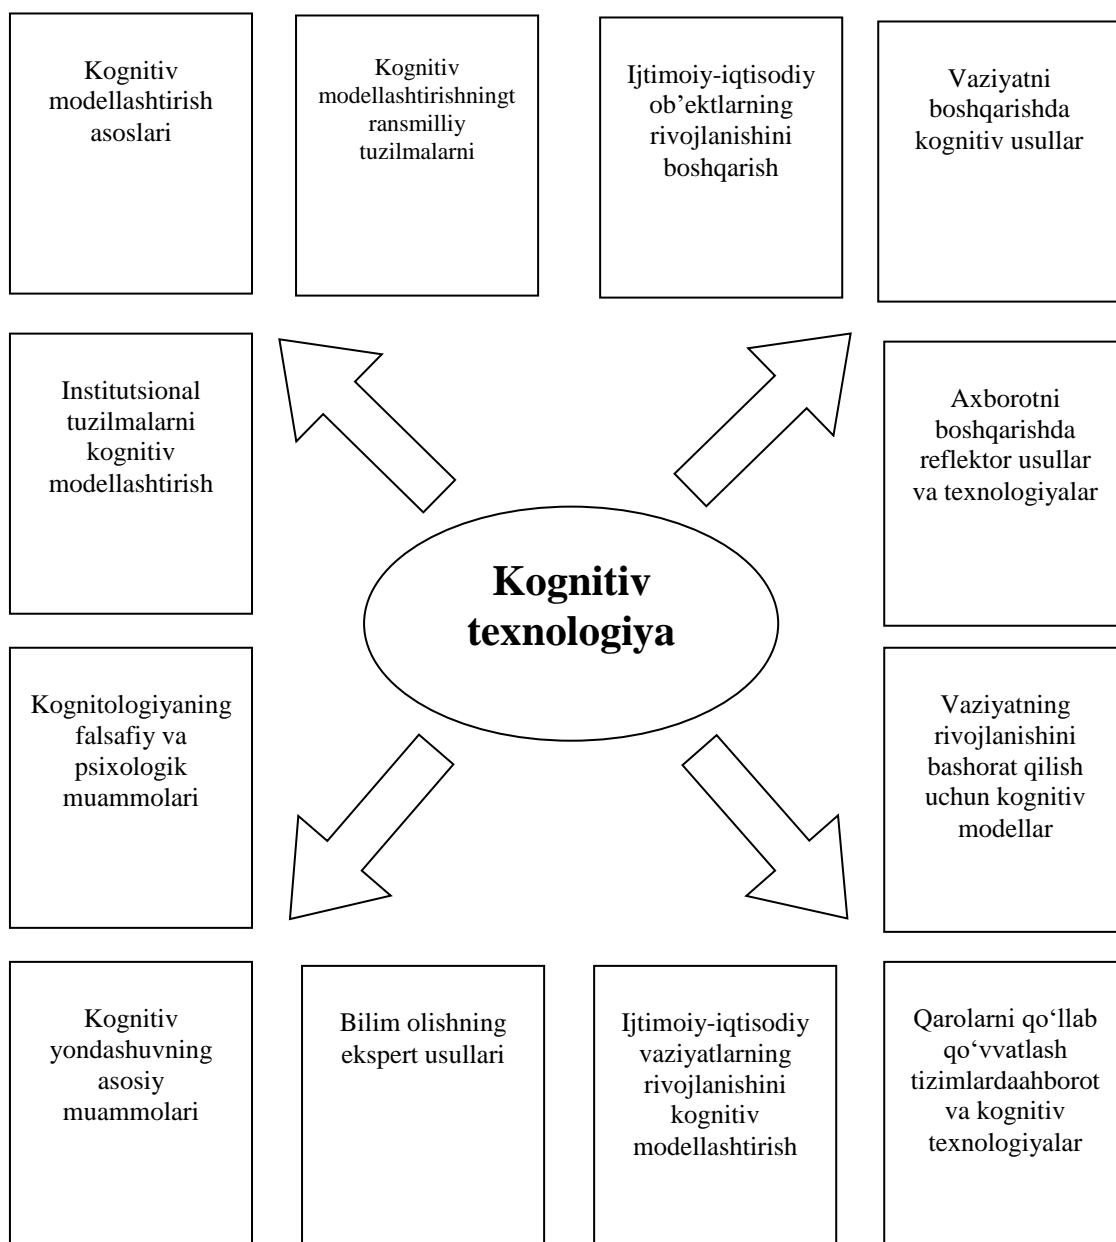 Kognitiv
modellashtirish
asoslari
Kognitiv
modellashtirishningt
ransmilliy
tuzilmalarni
Ijtimoiy-iqtisodiy
ob’ektlarning
rivojlanishini
boshqarish
Vaziyatni
boshqarishda
kognitiv usullar
Institutsional
tuzilmalarni
kognitiv
modellashtirish
Axborotni
boshqarishda
reflektor usullar
va texnologiyalar
Kognitiv
texnologiya
Kognitologiyaning
falsafiy va
psixologik
muammolari
Vaziyatning
rivojlanishini
bashorat qilish
uchun kognitiv
modellar
Kognitiv
yondashuvning
asosiy
muammolari
Bilim olishning
ekspert usullari
Ijtimoiy-iqtisodiy
vaziyatlarning
rivojlanishini
kognitiv
modellashtirish
Qarolarni qo‘llab
qo‘vvatlash
tizimlardaahborot
va kognitiv
texnologiyalar